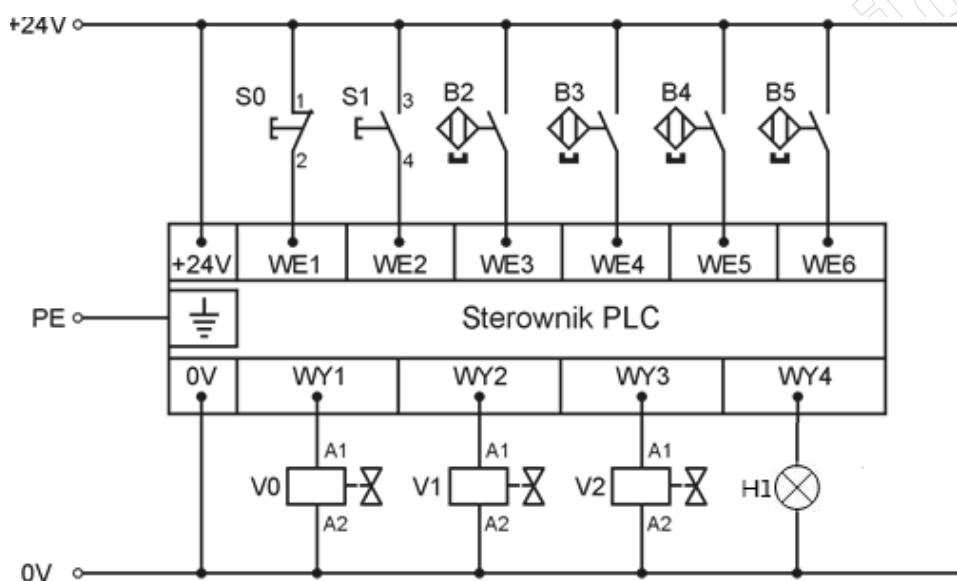 +24V
S0 1 2
S1 3 4
B2
B3
B4
B5
+24V WE1 WE2 WE3 WE4 WE5 WE6
PE
Sterownik PLC
0V WY1 WY2 WY3 WY4
V0 A1 A2
V1 A1 A2
V2 A1 A2
H1
0V